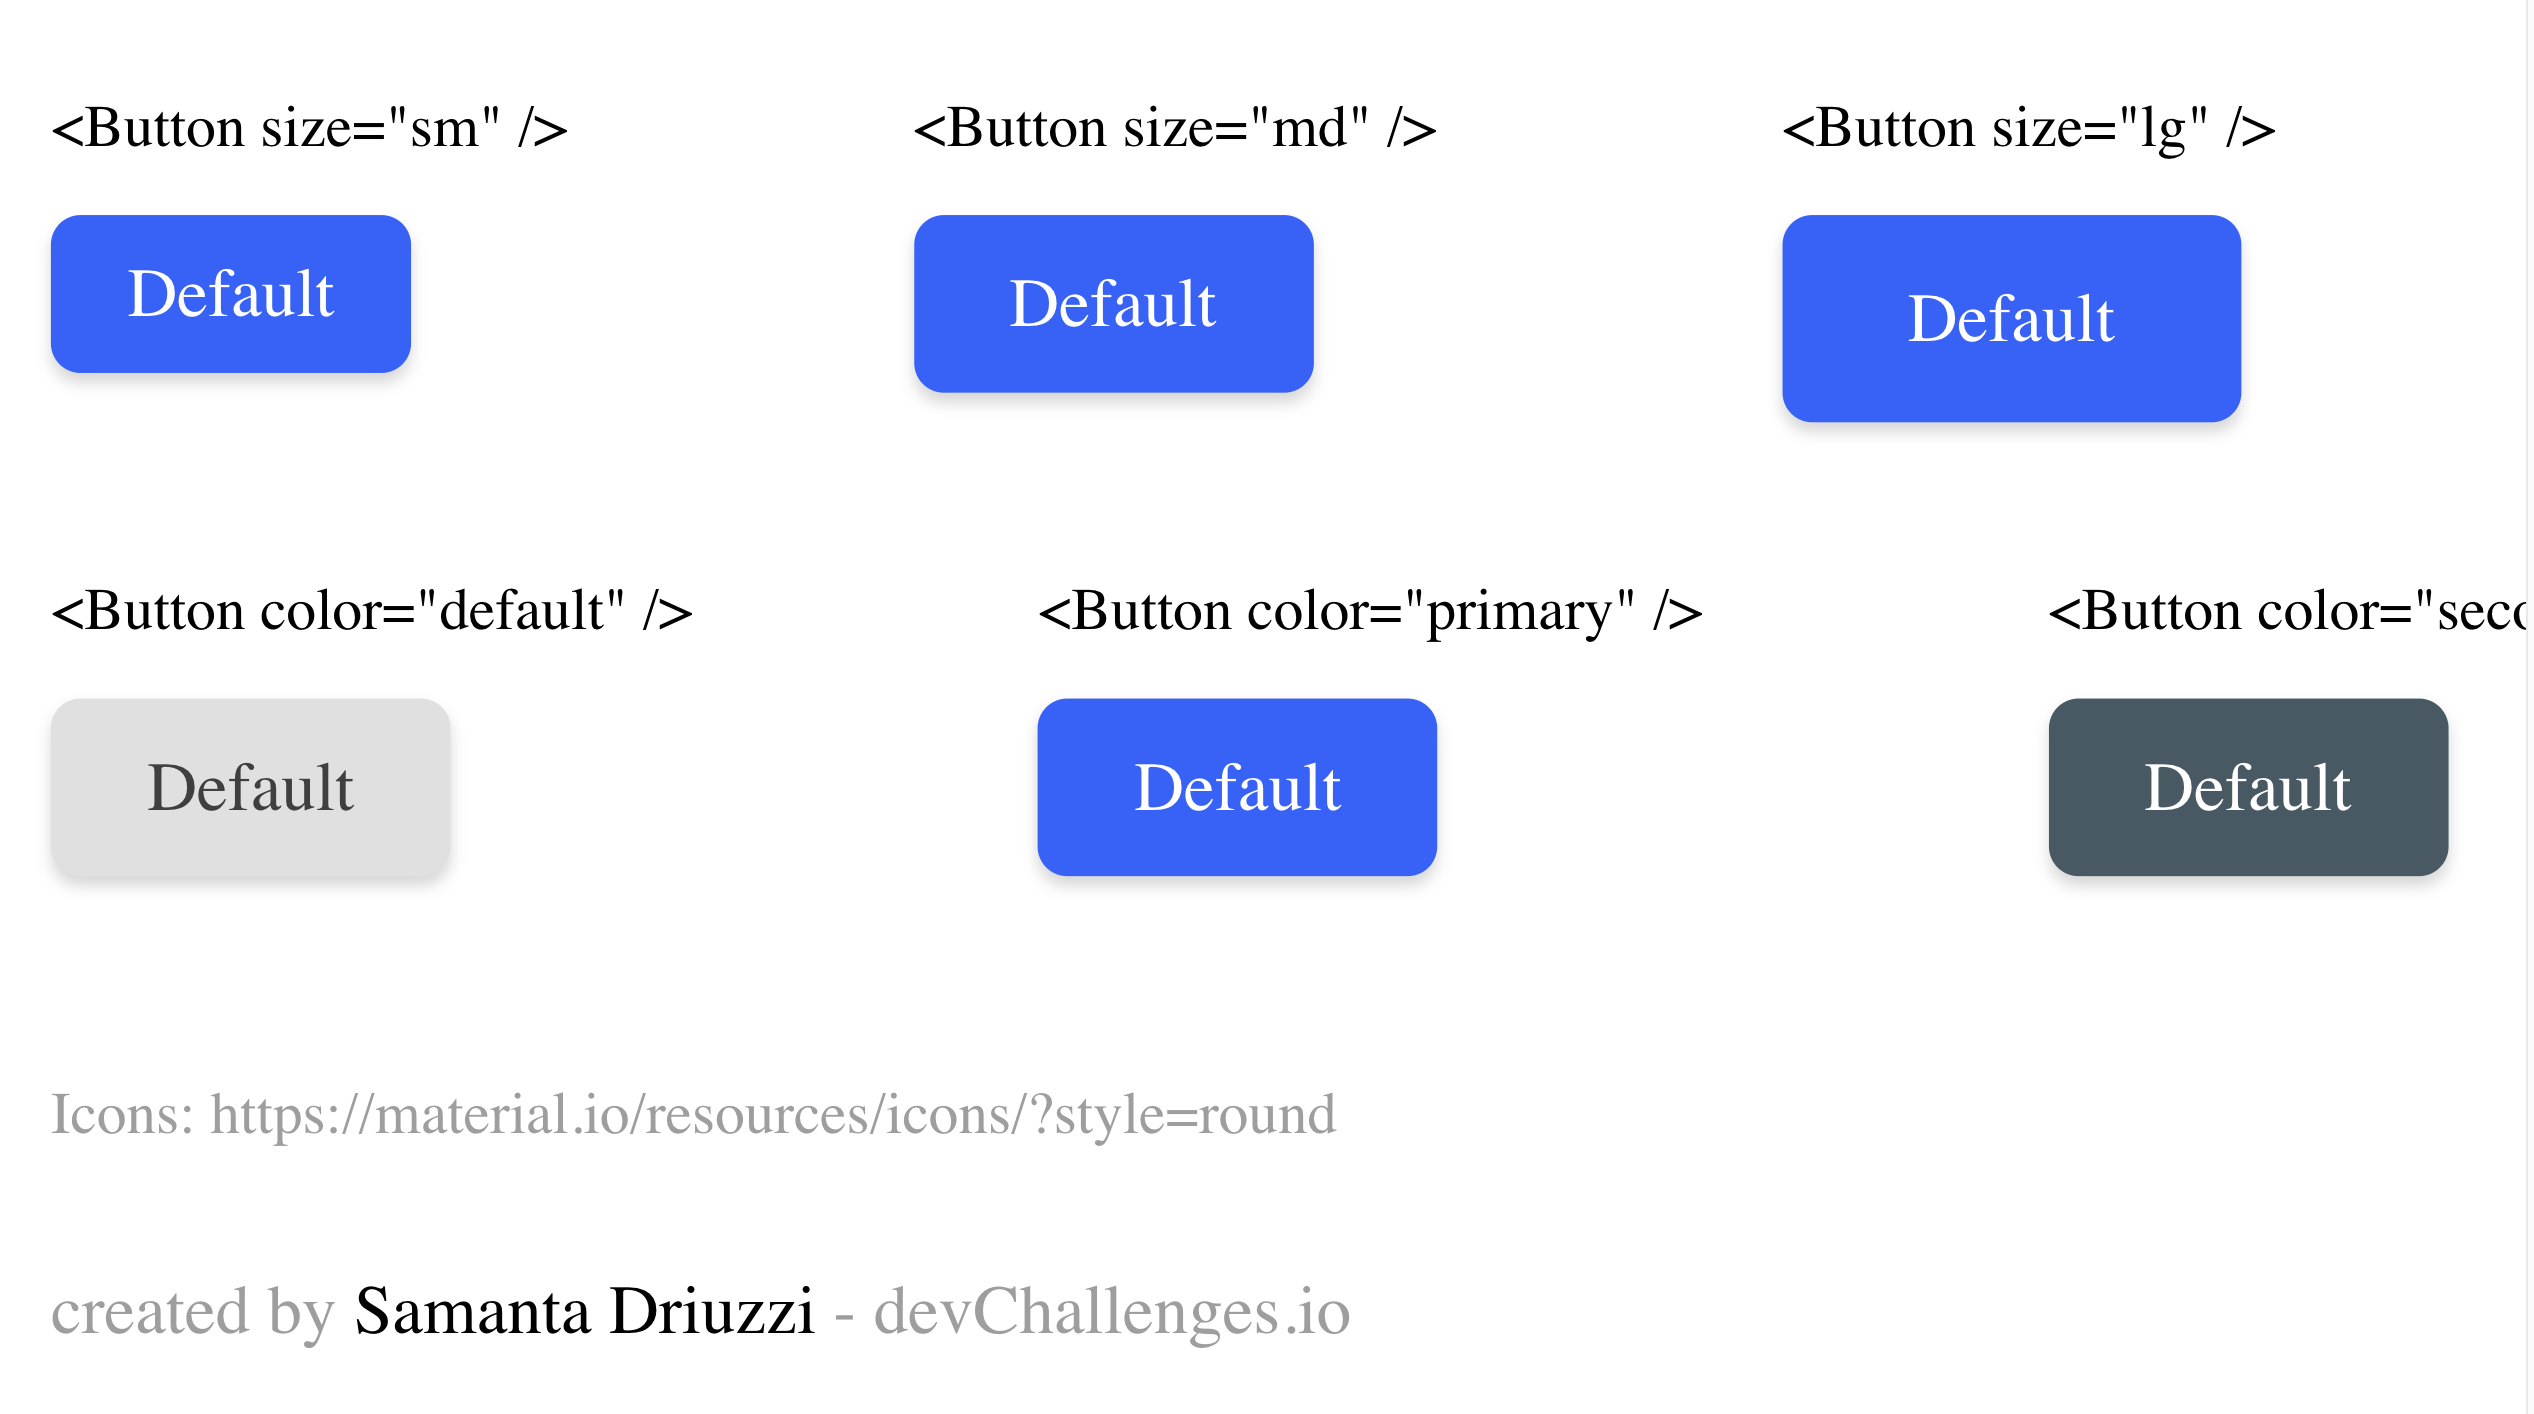 <Button size="sm" /> <Button size="md" /> <Button size="lg" />
Default Default Default
<Button color="default" /> <Button color="primary" /> <Button color="seco
Default Default Default
Icons: https://material.io/resources/icons/?style=round
created by Samanta Driuzzi - devChallenges.io